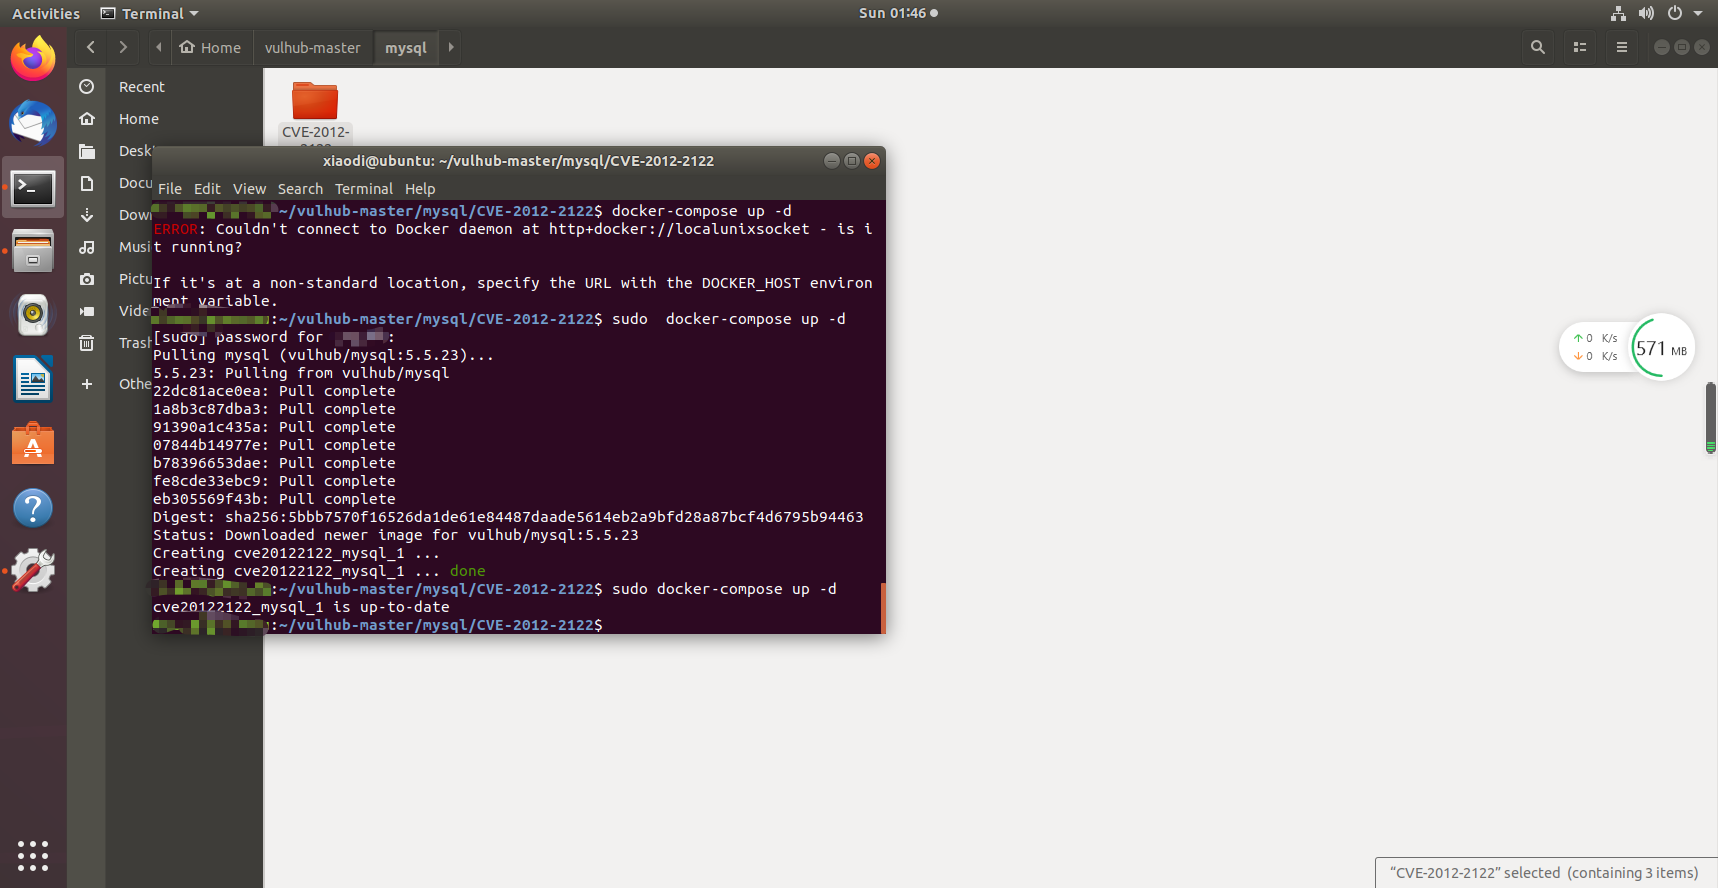 Activities Terminal Sun 01:46
Home vulhub-master mysql
Recent
Home
Desk
Docu
Dow
Music
Pictu
Vide
Trash
Othe
CVE-2012-
xiaodi@ubuntu: ~/vulhub-master/mysql/CVE-2012-2122
File Edit View Search Terminal Help
~/vulhub-master/mysql/CVE-2012-2122$ docker-compose up -d
ERROR: Couldn't connect to Docker daemon at http+docker://localunixsocket - is i
t running?
If it's at a non-standard location, specify the URL with the DOCKER_HOST environ
ment variable.
:~/vulhub-master/mysql/CVE-2012-2122$ sudo  docker-compose up -d
[sudo] password for :
Pulling mysql (vulhub/mysql:5.5.23)...
5.5.23: Pulling from vulhub/mysql
22dc81ace0ea: Pull complete
1a8b3c87dba3: Pull complete
91390a1c435a: Pull complete
07844b14977e: Pull complete
b78396653dae: Pull complete
fe8cde33ebc9: Pull complete
eb305569f43b: Pull complete
Digest: sha256:5bbb7570f16526da1de61e84487daade5614eb2a9bfd28a87bcf4d6795b94463
Status: Downloaded newer image for vulhub/mysql:5.5.23
Creating cve20122122_mysql_1 ...
Creating cve20122122_mysql_1 ... done
:~/vulhub-master/mysql/CVE-2012-2122$ sudo docker-compose up -d
cve20122122_mysql_1 is up-to-date
:~/vulhub-master/mysql/CVE-2012-2122$
0 K/s
0 K/s
571 MB
“CVE-2012-2122” selected (containing 3 items)